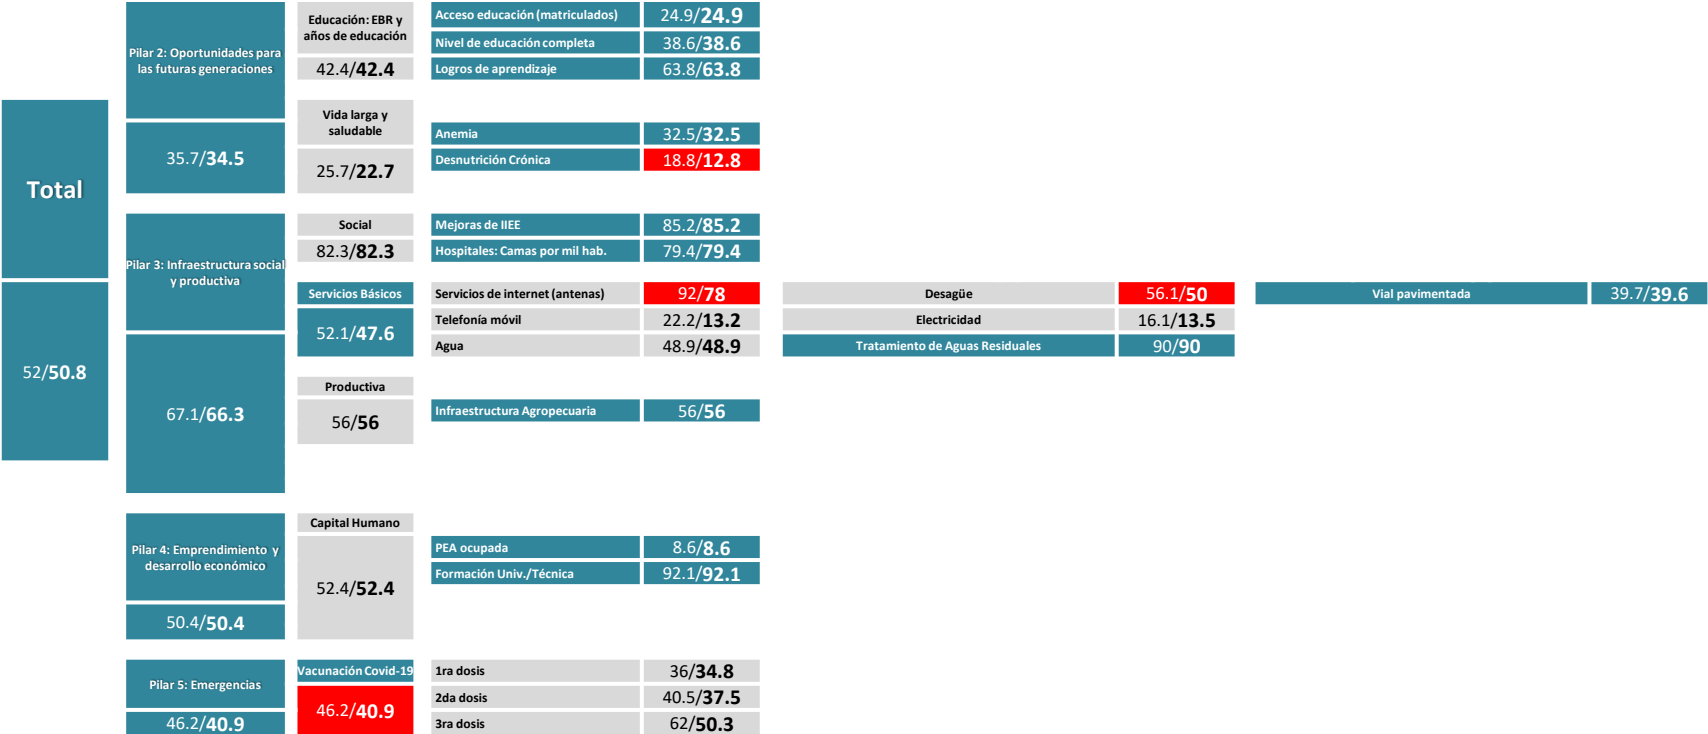 Total
52/50.8
Pilar 2: Oportunidades para
las futuras generaciones
35.7/34.5
Educación: EBR y
años de educación
42.4/42.4
Acceso educación (matriculados) 24.9/24.9
Nivel de educación completa 38.6/38.6
Logros de aprendizaje 63.8/63.8
Vida larga y
saludable
25.7/22.7
Anemia 32.5/32.5
Desnutrición Crónica 18.8/12.8
Pilar 3: Infraestructura social
y productiva
67.1/66.3
Social
82.3/82.3
Mejoras de IIEE 85.2/85.2
Hospitales: Camas por mil hab. 79.4/79.4
Servicios Básicos
52.1/47.6
Servicios de internet (antenas) 92/78
Telefonía móvil 22.2/13.2
Agua 48.9/48.9
Desagüe 56.1/50
Electricidad 16.1/13.5
Tratamiento de Aguas Residuales 90/90
Vial pavimentada 39.7/39.6
Productiva
56/56
Infraestructura Agropecuaria 56/56
Pilar 4: Emprendimiento y
desarrollo económico
50.4/50.4
Capital Humano
52.4/52.4
PEA ocupada 8.6/8.6
Formación Univ./Técnica 92.1/92.1
Pilar 5: Emergencias
46.2/40.9
Vacunación Covid-19
46.2/40.9
1ra dosis 36/34.8
2da dosis 40.5/37.5
3ra dosis 62/50.3